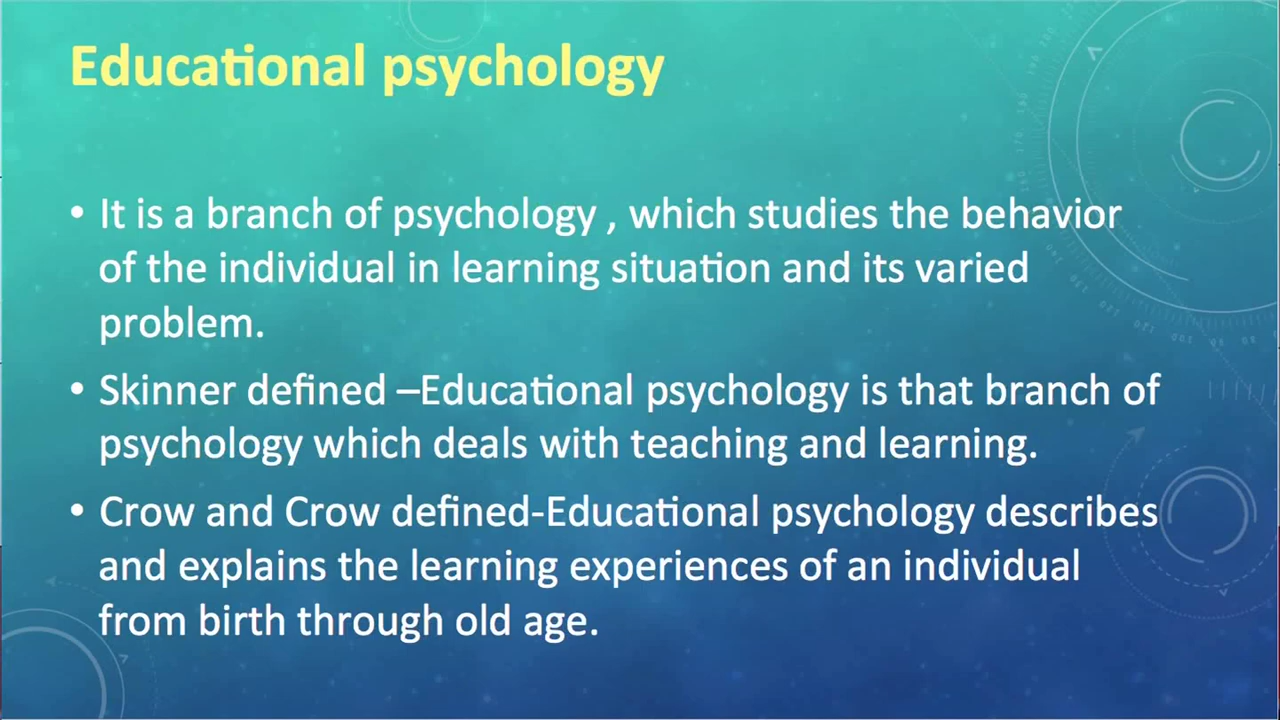 Educational psychology
• It is a branch of psychology , which studies the behavior
of the individual in learning situation and its varied
problem.
• Skinner defined –Educational psychology is that branch of
psychology which deals with teaching and learning.
• Crow and Crow defined-Educational psychology describes
and explains the learning experiences of an individual
from birth through old age.